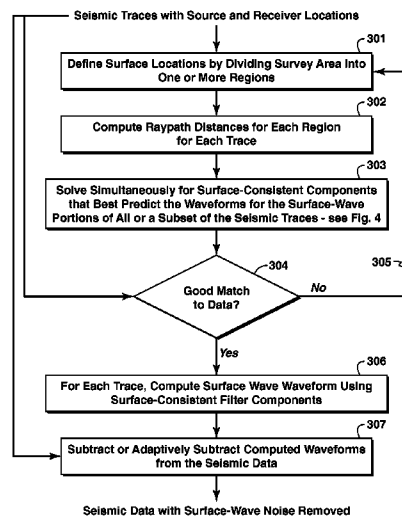 Seismic Traces with Source and Receiver Locations
301
Define Surface Locations by Dividing Survey Area Into
One or More Regions
302
Compute Raypath Distances for Each Region
for Each Trace
303
Solve Simultaneously for Surface-Consistent Components
that Best Predict the Waveforms for the Surface-Wave
Portions of All or a Subset of the Seismic Traces - see Fig. 4
304
Good Match
to Data?
No
305
Yes
306
For Each Trace, Compute Surface Wave Waveform Using
Surface-Consistent Filter Components
307
Subtract or Adaptively Subtract Computed Waveforms
from the Seismic Data
Seismic Data with Surface-Wave Noise Removed